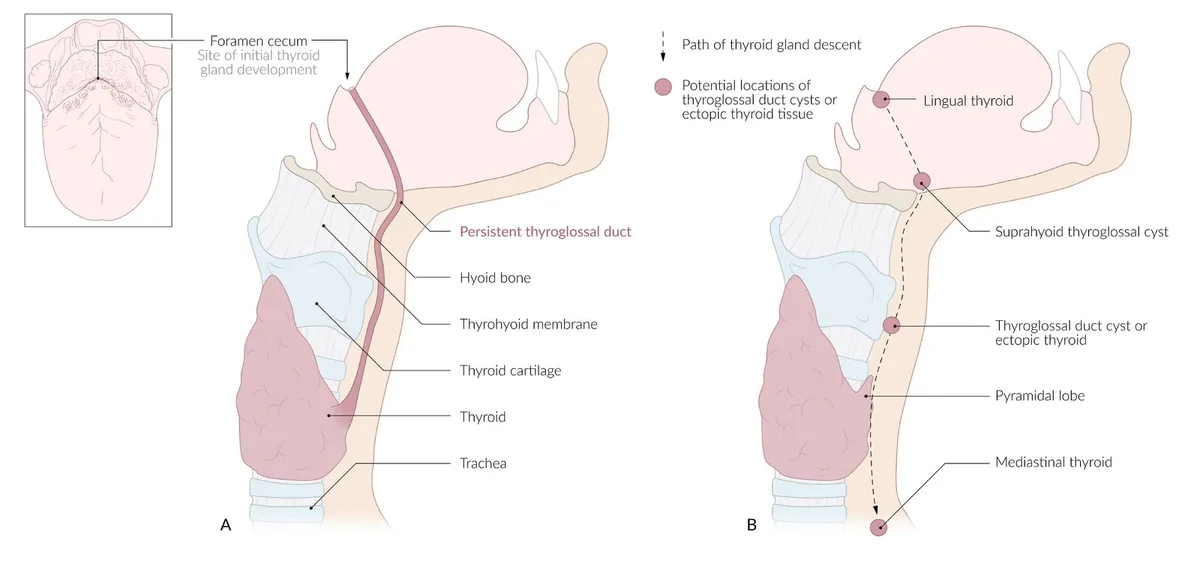 Foramen cecum
Site of initial thyroid
gland development
Persistent thyroglossal duct
Hyoid bone
Thyrohyoid membrane
Thyroid cartilage
Thyroid
Trachea
A
Path of thyroid gland descent
Potential locations of
thyroglossal duct cysts or
ectopic thyroid tissue
Lingual thyroid
Suprahyoid thyroglossal cyst
Thyroglossal duct cyst or
ectopic thyroid
Pyramidal lobe
Mediastinal thyroid
B